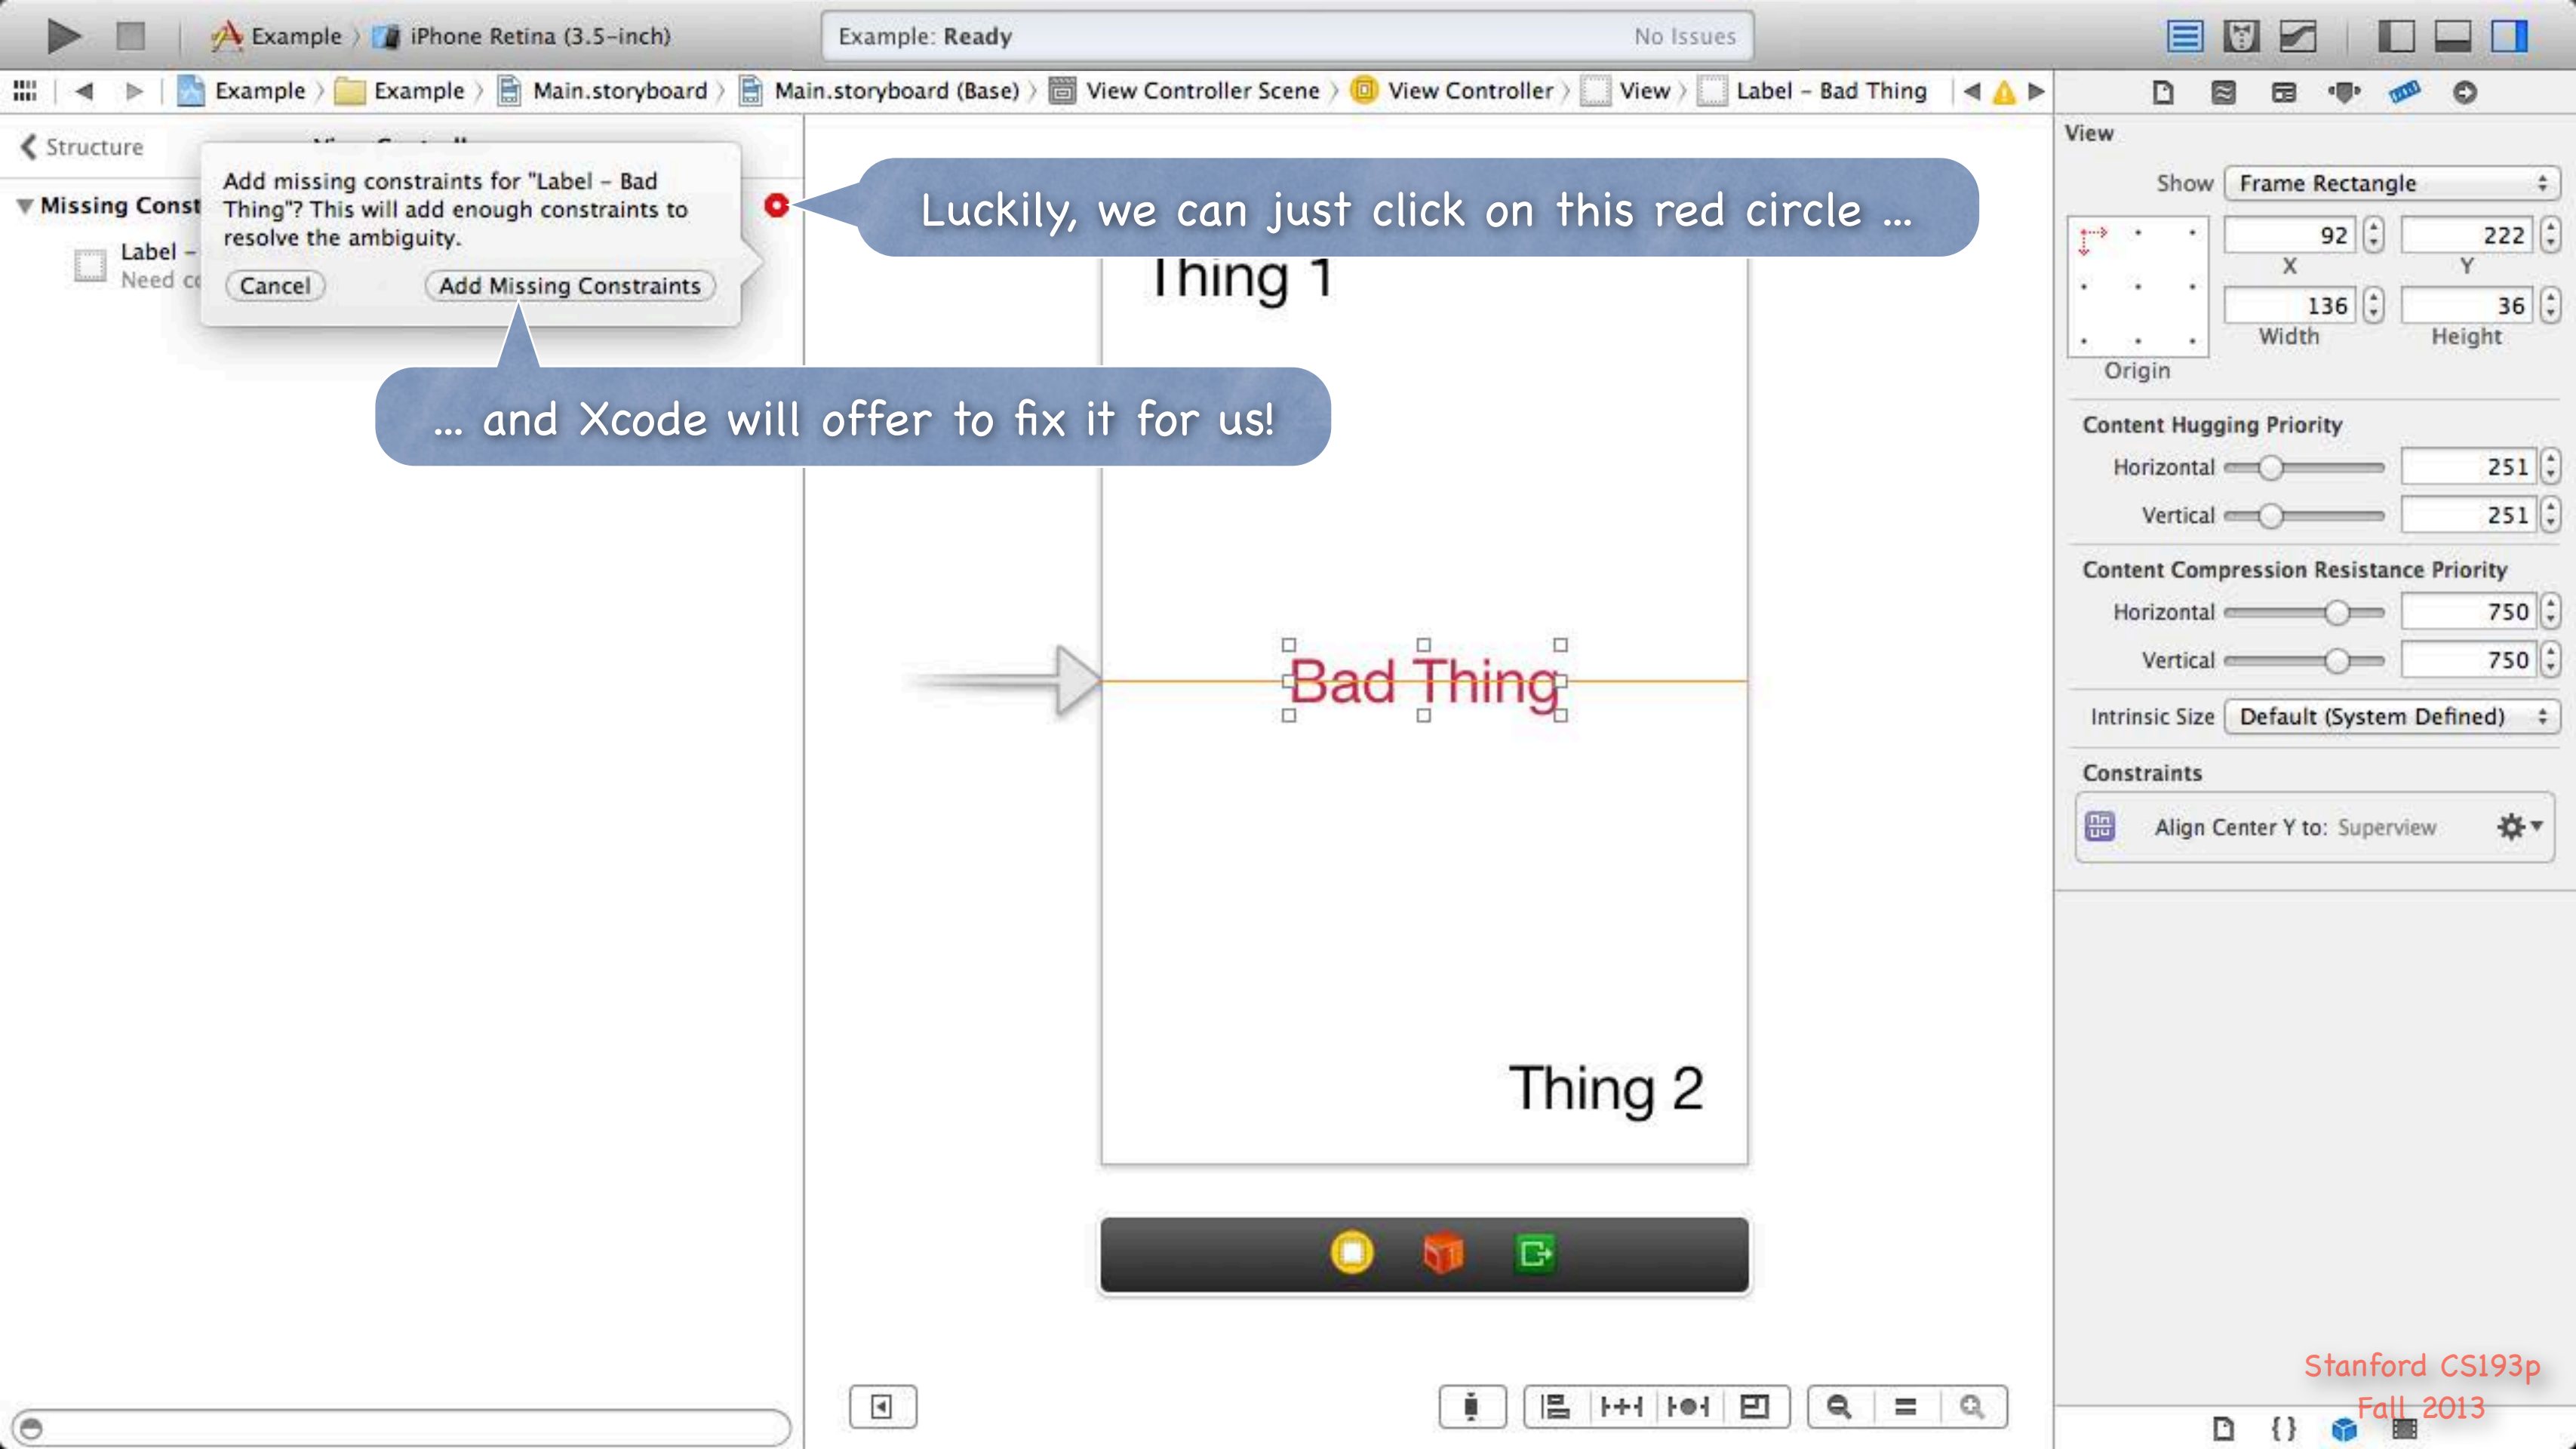 Example
iPhone Retina (3.5-inch)
Example: Ready
No Issues
Example
Example
Main.storyboard
Main.storyboard (Base)
View Controller Scene
View Controller
View
Label - Bad Thing
Structure
Missing Const
Label -
Need
Add missing constraints for "Label - Bad
Thing"? This will add enough constraints to
resolve the ambiguity.
Cancel
Add Missing Constraints
Luckily, we can just click on this red circle ...
... and Xcode will offer to fix it for us!
Thing 1
Bad Thing
Thing 2
View
Show
Frame Rectangle
92
222
X
Y
136
36
Width
Height
Origin
Content Hugging Priority
Horizontal
251
Vertical
251
Content Compression Resistance Priority
Horizontal
750
Vertical
750
Intrinsic Size
Default (System Defined)
Constraints
Align Center Y to: Superview
Stanford CS193p
Fall 2013